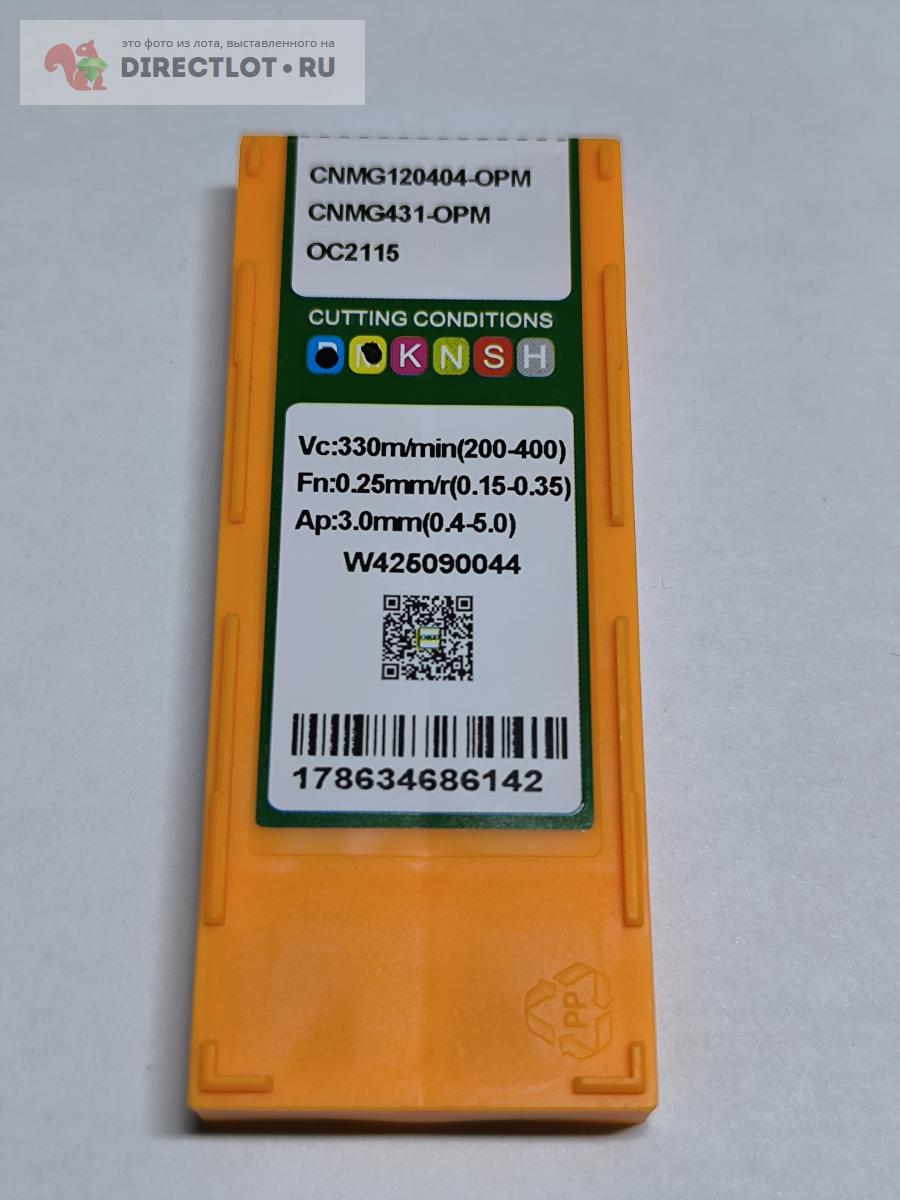 это фото из лота, выставленного на
DIRECTLOT•RU
CNMG120404-OPM
CNMG431-OPM
OC2115
CUTTING CONDITIONS
P M K N S H
Vc:330m/min(200-400)
Fn:0.25mm/r(0.15-0.35)
Ap:3.0mm(0.4-5.0)
W425090044
178634686142
PP